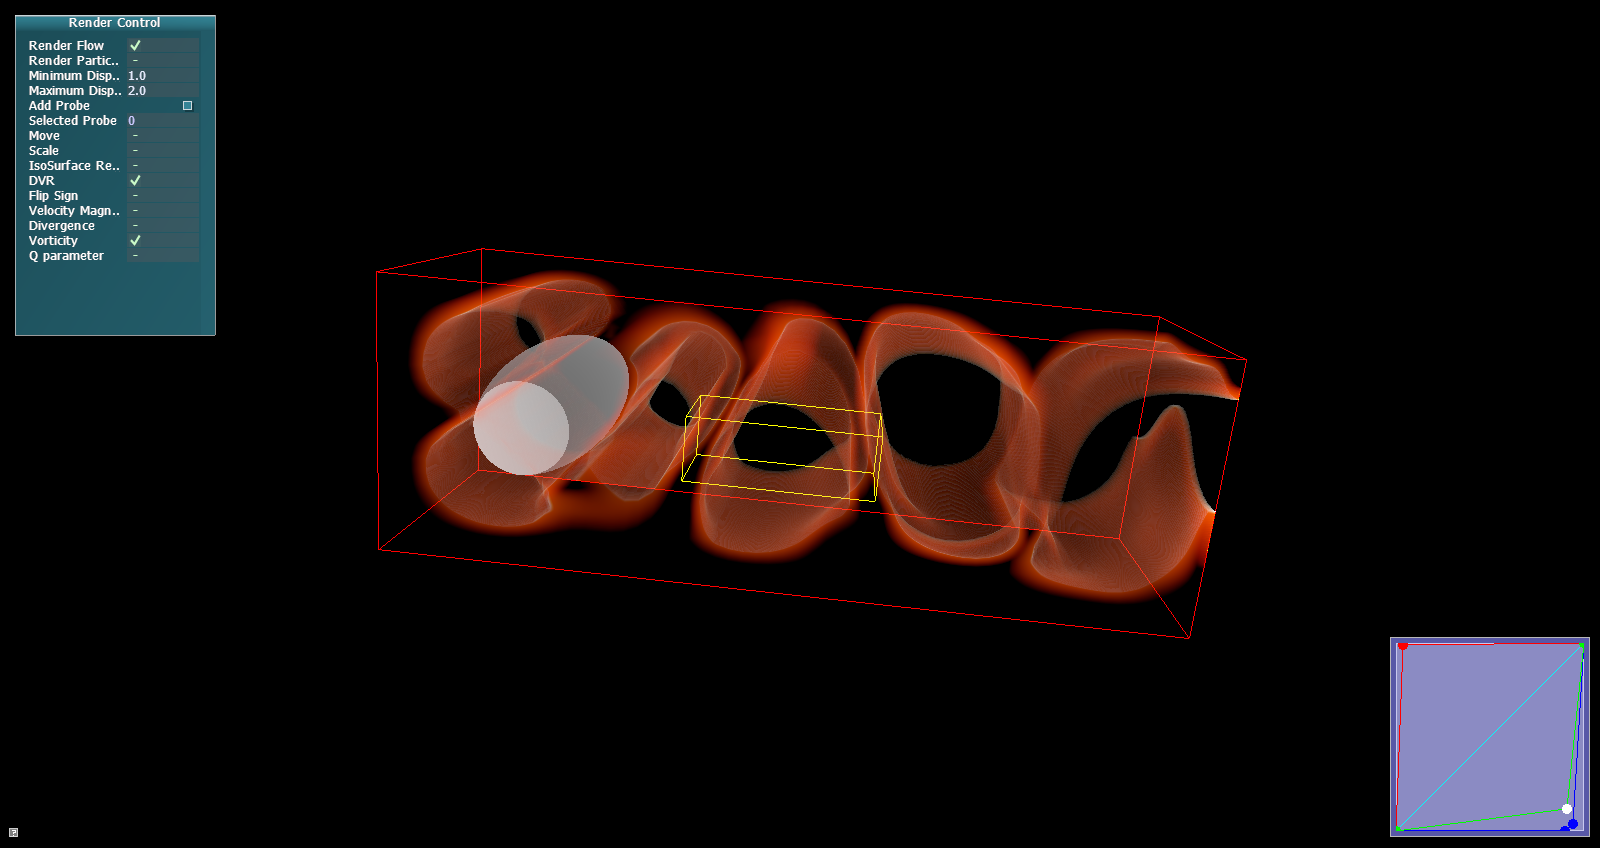 Render Control
Render Flow
Render Partic.. -
Minimum Disp.. 1.0
Maximum Disp.. 2.0
Add Probe
Selected Probe 0
Move -
Scale -
IsoSurface Re.. -
DVR
Flip Sign -
Velocity Magn.. -
Divergence -
Vorticity
Q parameter -
?